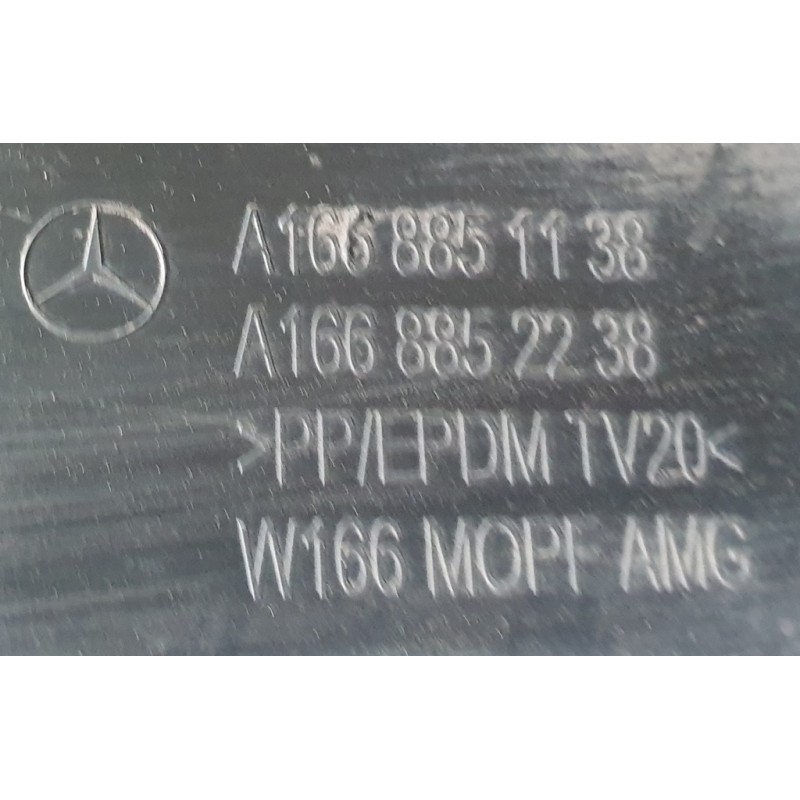 A166 885 11 38
A166 885 22 38
>PP/EPDM TV20<
W166 MOPF AMG